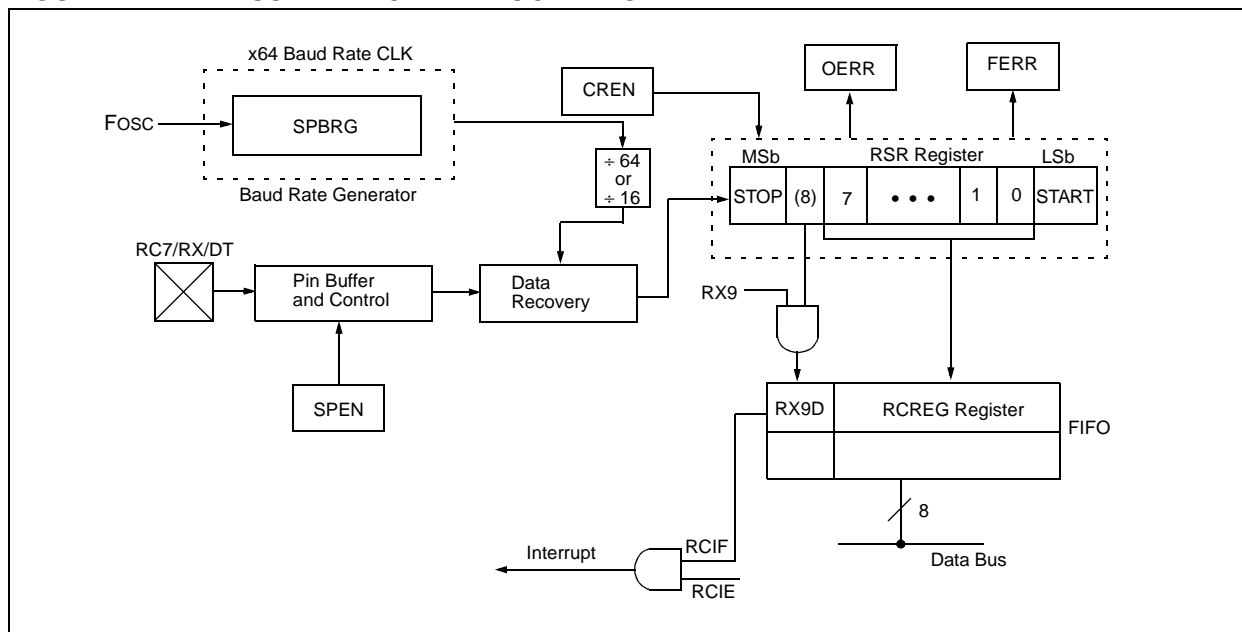 x64 Baud Rate CLK
FOSC
SPBRG
Baud Rate Generator
CREN
OERR
FERR
÷ 64
or
÷ 16
MSb
RSR Register
LSb
STOP
(8)
7
• • •
1
0
START
RC7/RX/DT
Pin Buffer
and Control
Data
Recovery
SPEN
RX9
RX9D
RCREG Register
FIFO
8
Data Bus
Interrupt
RCIF
RCIE